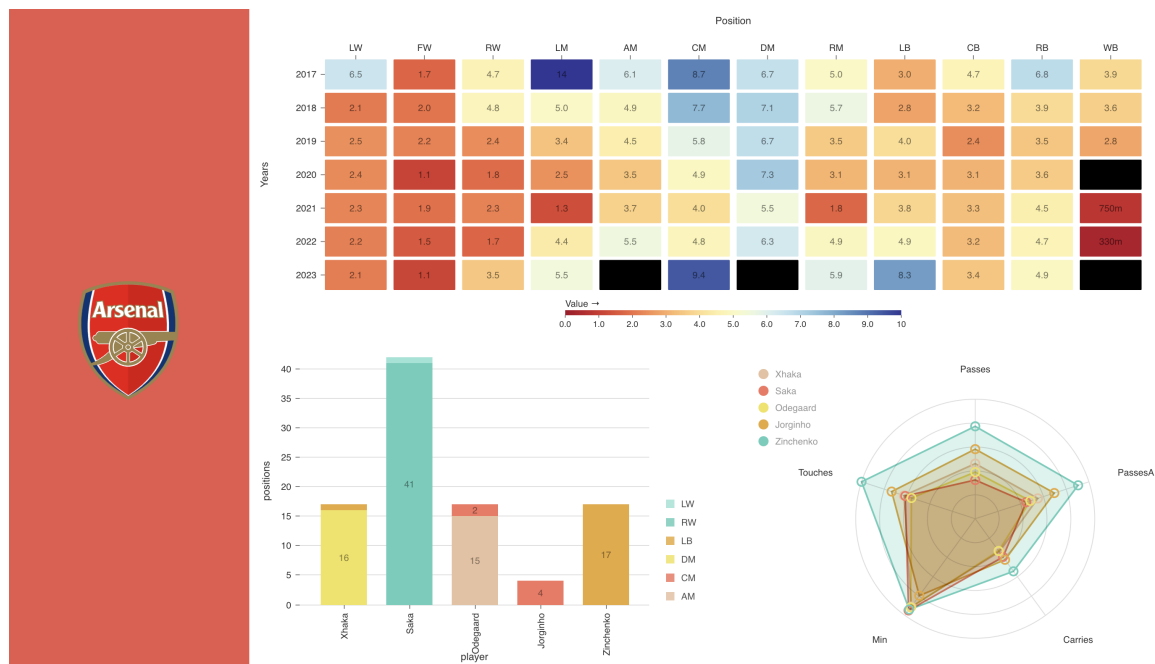 Position
LW FW RW LM AM CM DM RM LB CB RB WB
2017 6.5 1.7 4.7 14 6.1 8.7 6.7 5.0 3.0 4.7 6.8 3.9
2018 2.1 2.0 4.8 5.0 4.9 7.7 7.1 5.7 2.8 3.2 3.9 3.6
2019 2.5 2.2 2.4 3.4 4.5 5.8 6.7 3.5 4.0 2.4 3.5 2.8
Years
2020 2.4 1.1 1.8 2.5 3.5 4.9 7.3 3.1 3.1 3.1 3.6
2021 2.3 1.9 2.3 1.3 3.7 4.0 5.5 1.8 3.8 3.3 4.5 750m
2022 2.2 1.5 1.7 4.4 5.5 4.8 6.3 4.9 4.9 3.2 4.7 330m
2023 2.1 1.1 3.5 5.5 9.4 5.9 8.3 3.4 4.9
Value →
0.0 1.0 2.0 3.0 4.0 5.0 6.0 7.0 8.0 9.0 10
Arsenal
40
35
30
25
20
15
10
5
0
positions
16
41
2
15
4
17
Xhaka
Saka
Odegaard
Jorginho
Zinchenko
player
LW
RW
LB
DM
CM
AM
Xhaka
Saka
Odegaard
Jorginho
Zinchenko
Passes
Touches
PassesA
Min
Carries